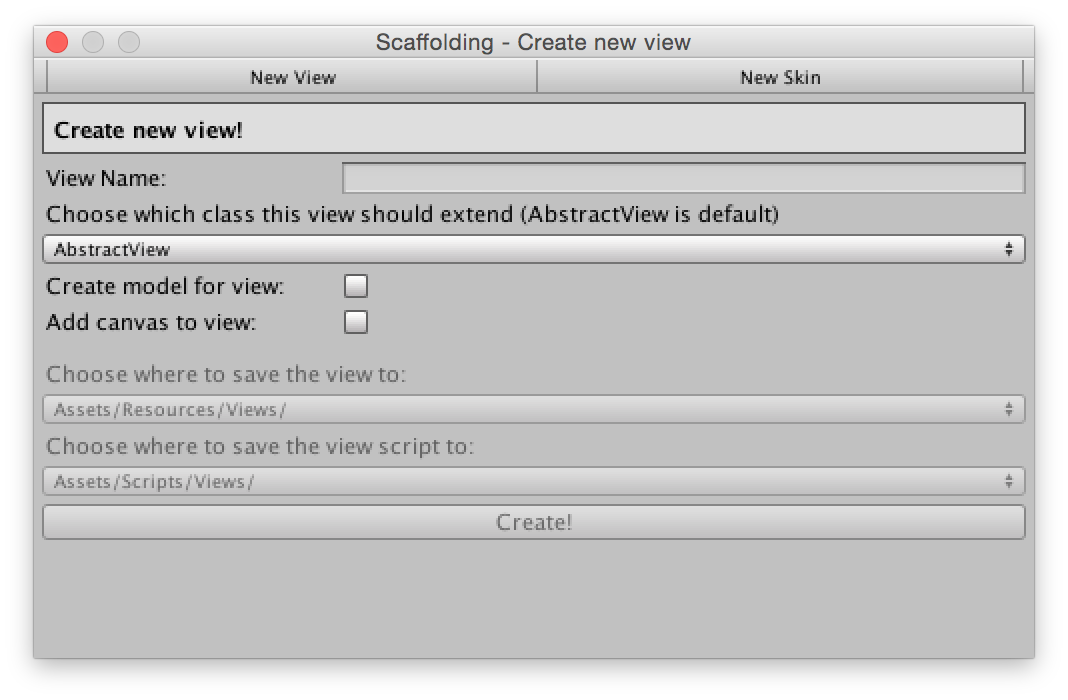 Scaffolding - Create new view
New View
New Skin
Create new view!
View Name:
Choose which class this view should extend (AbstractView is default)
AbstractView
Create model for view:
Add canvas to view:
Choose where to save the view to:
Assets/Resources/Views/
Choose where to save the view script to:
Assets/Scripts/Views/
Create!